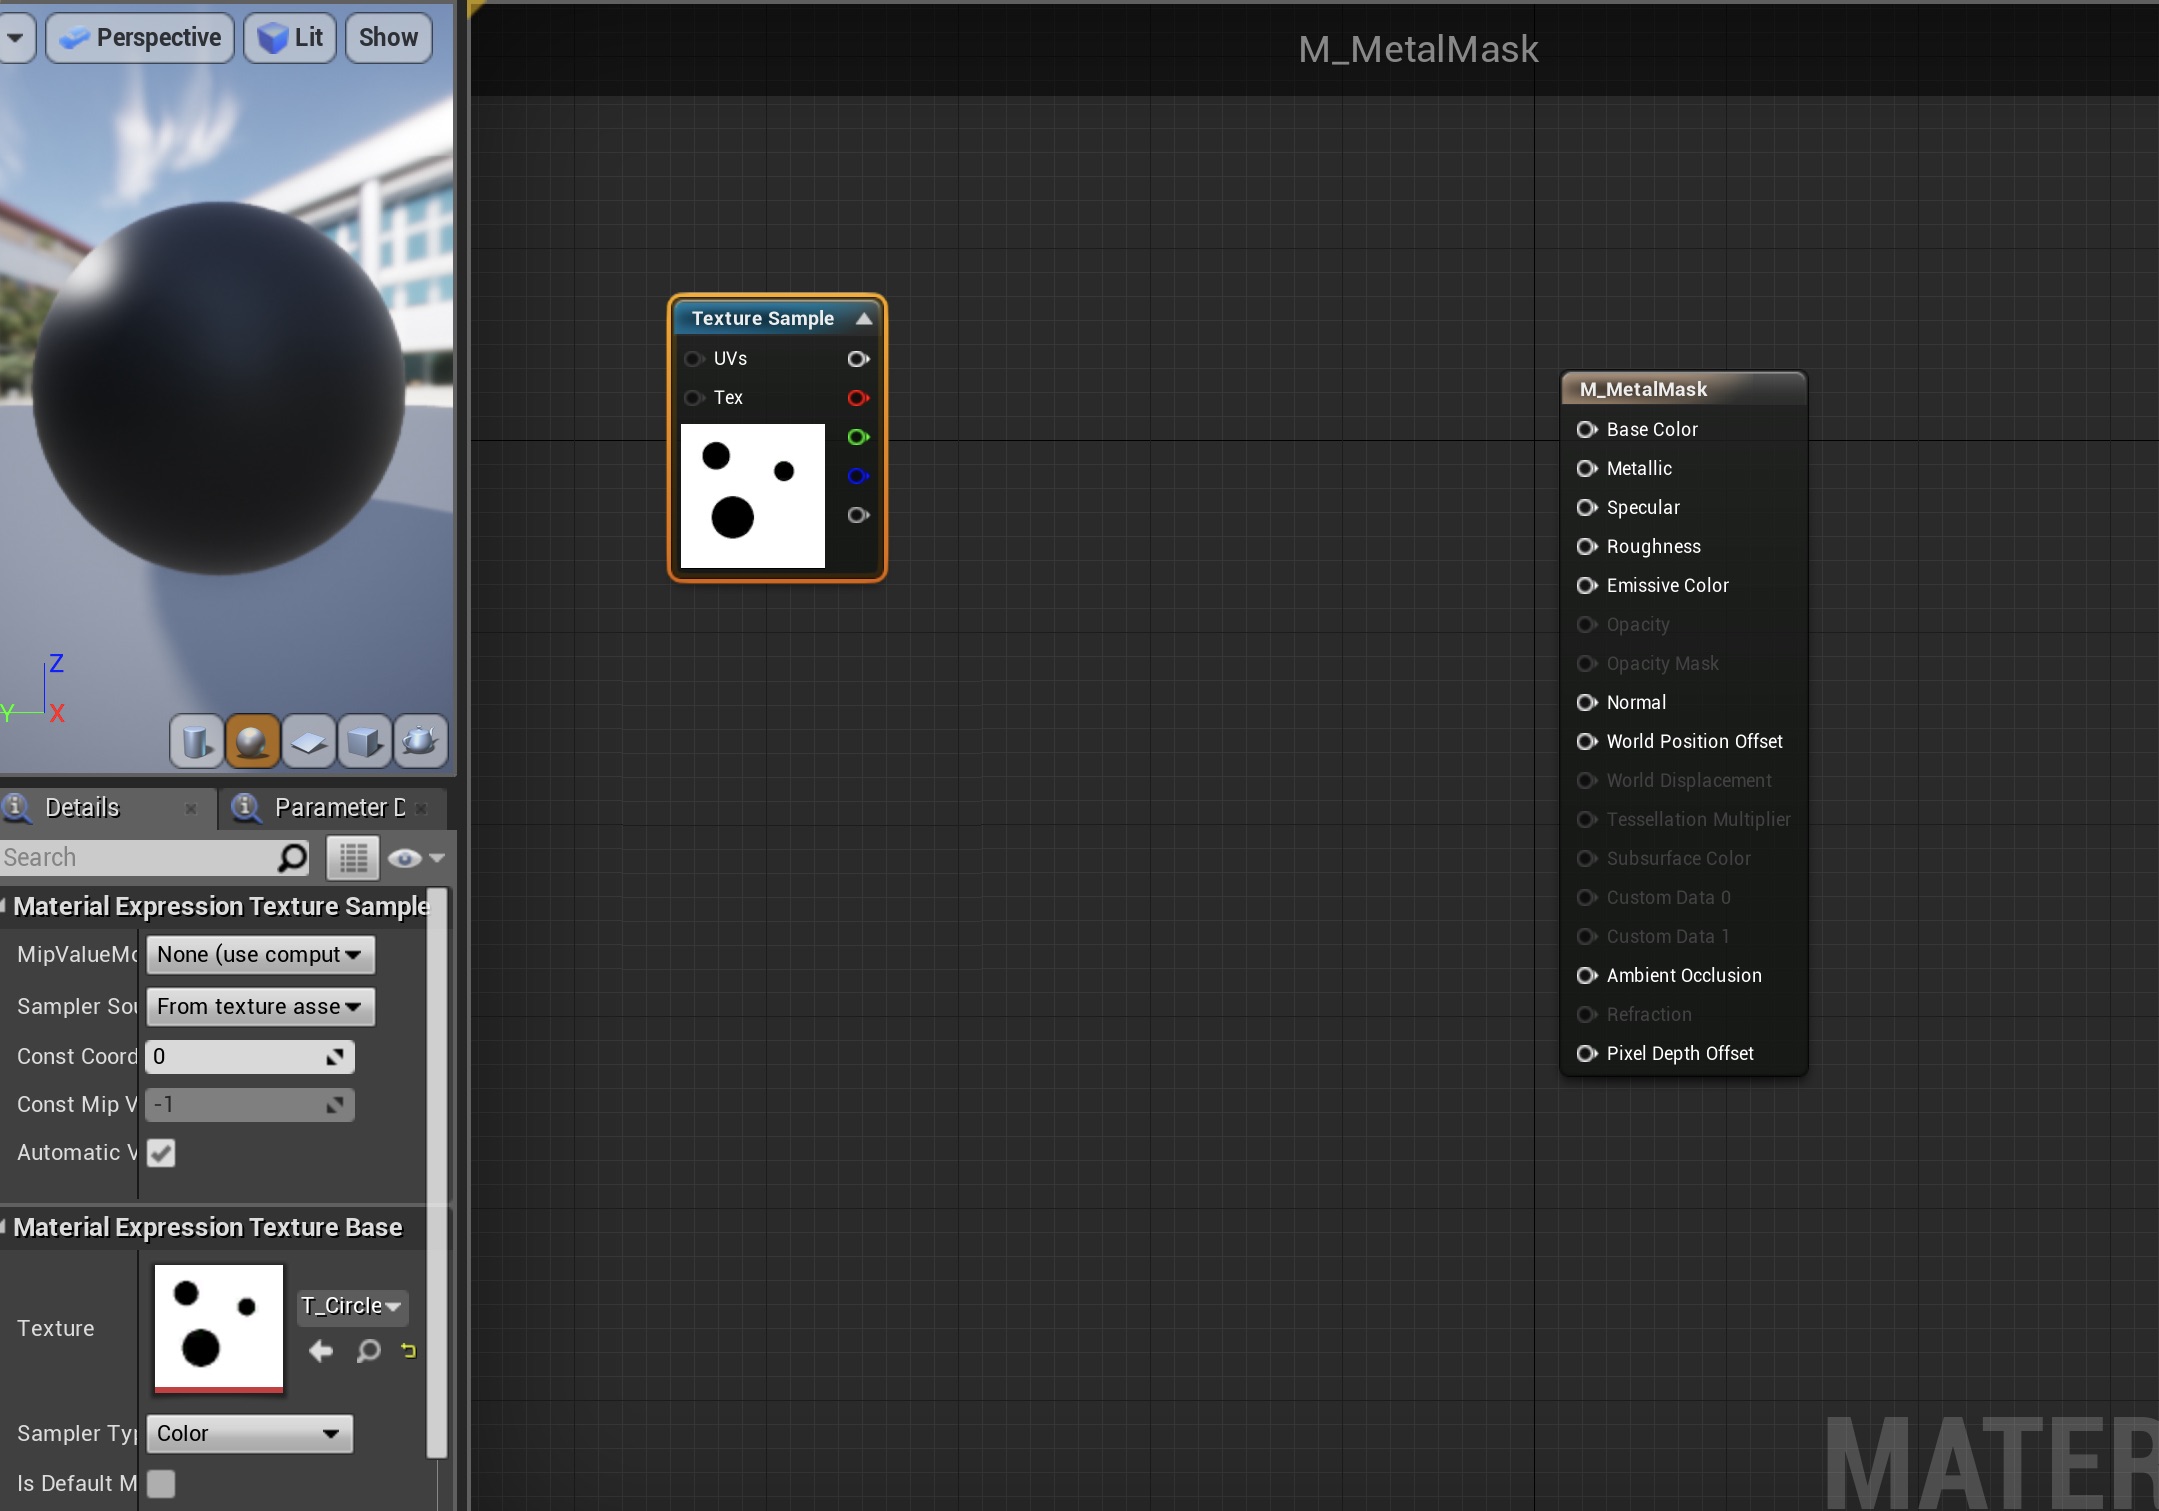 Perspective
Lit
Show
M_MetalMask
Texture Sample
UVs
Tex
M_MetalMask
Base Color
Metallic
Specular
Roughness
Emissive Color
Opacity
Opacity Mask
Normal
World Position Offset
World Displacement
Tessellation Multiplier
Subsurface Color
Custom Data 0
Custom Data 1
Ambient Occlusion
Refraction
Pixel Depth Offset
Z
Y X
Details
Parameter D
Search
Material Expression Texture Sample
MipValueMo None (use comput
Sampler Sou From texture asse
Const Coord 0
Const Mip V -1
Automatic V
Material Expression Texture Base
Texture
T_Circle
Sampler Typ Color
Is Default M
MATER